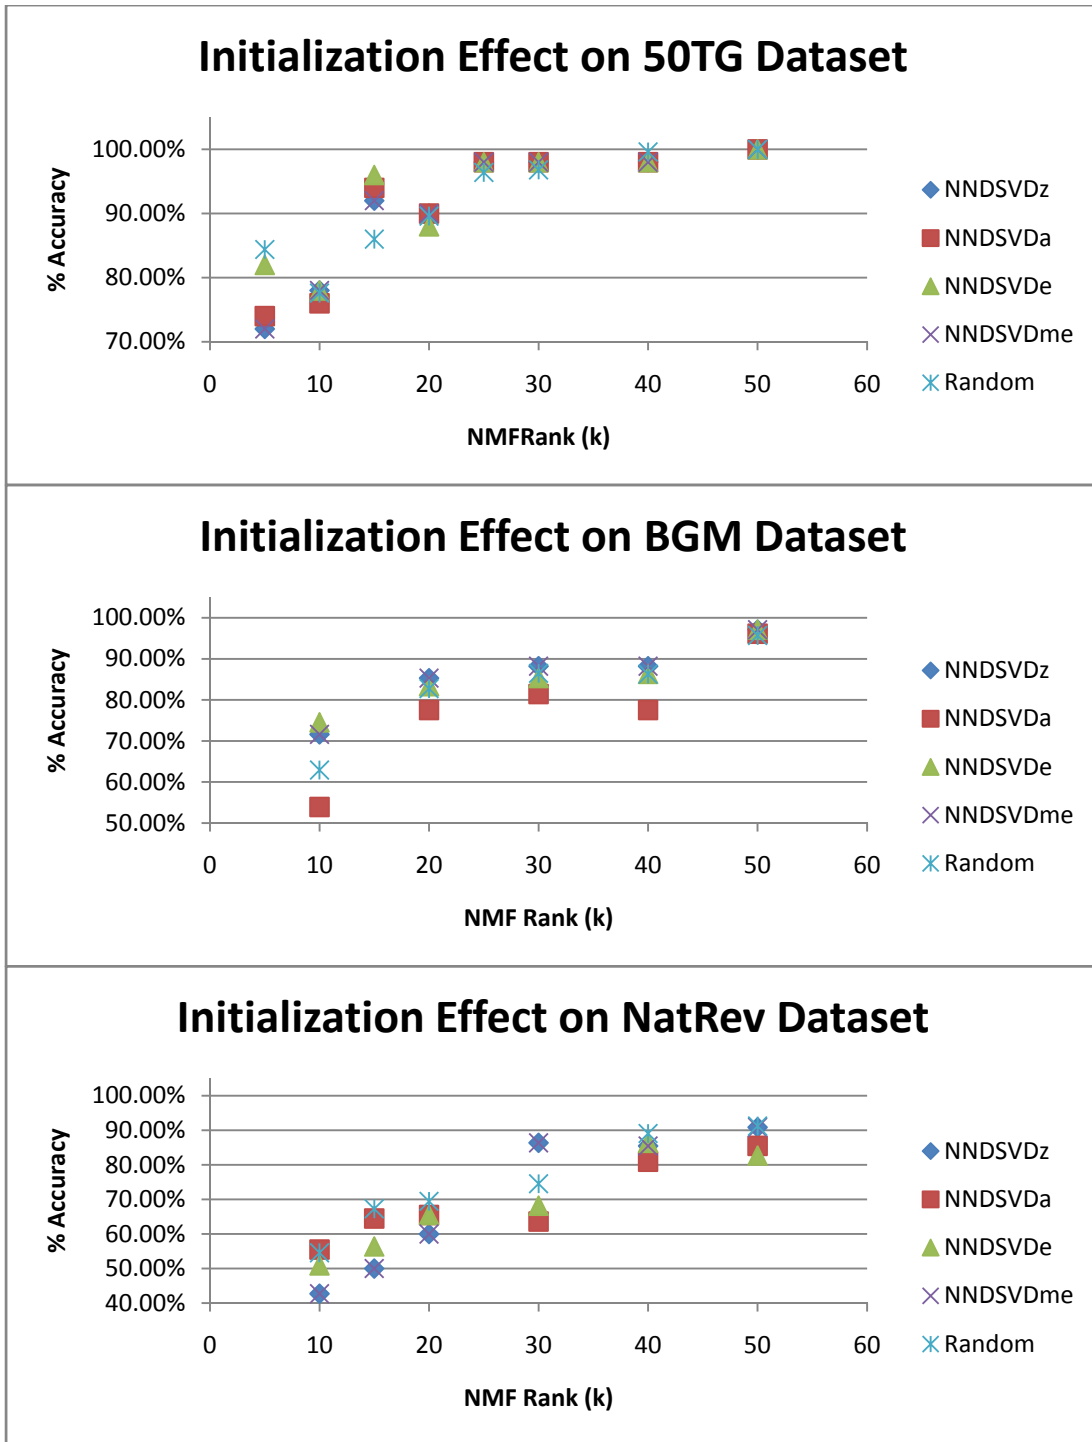 Initialization Effect on 50TG Dataset
% Accuracy
100.00%
90.00%
80.00%
70.00%
0 10 20 30 40 50 60
NMFRank (k)
NNDSVDz
NNDSVDa
NNDSVDe
NNDSVDme
Random
Initialization Effect on BGM Dataset
% Accuracy
100.00%
90.00%
80.00%
70.00%
60.00%
50.00%
0 10 20 30 40 50 60
NMF Rank (k)
NNDSVDz
NNDSVDa
NNDSVDe
NNDSVDme
Random
Initialization Effect on NatRev Dataset
% Accuracy
100.00%
90.00%
80.00%
70.00%
60.00%
50.00%
40.00%
0 10 20 30 40 50 60
NMF Rank (k)
NNDSVDz
NNDSVDa
NNDSVDe
NNDSVDme
Random